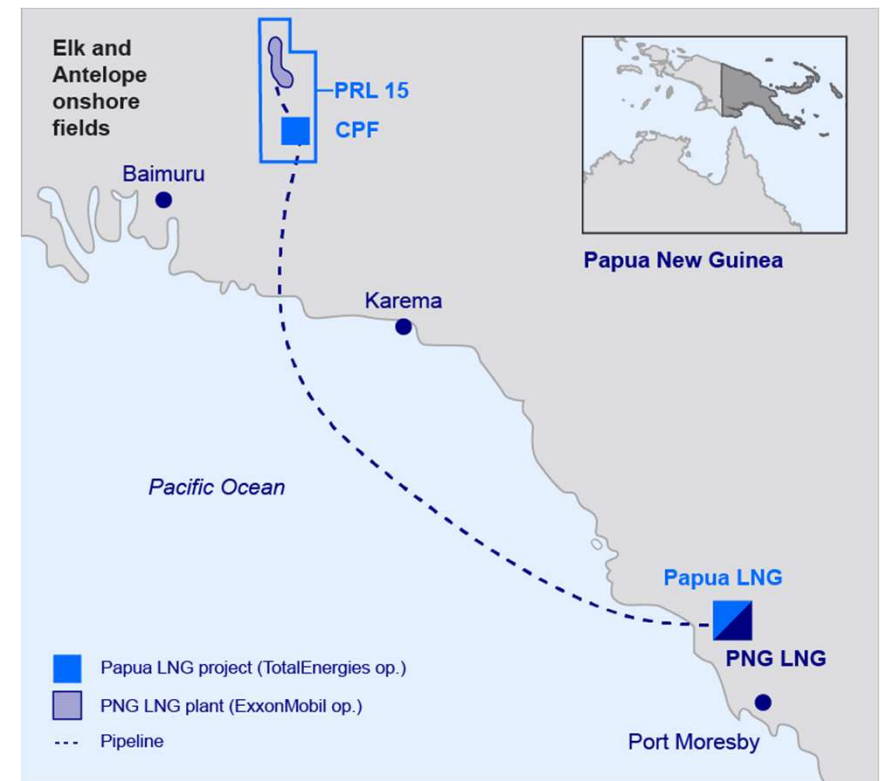 Elk and
Antelope
onshore
fields
PRL 15
CPF
Baimuru
Papua New Guinea
Karema
Pacific Ocean
Papua LNG
PNG LNG
Port Moresby
Papua LNG project (TotalEnergies op.)
PNG LNG plant (ExxonMobil op.)
Pipeline